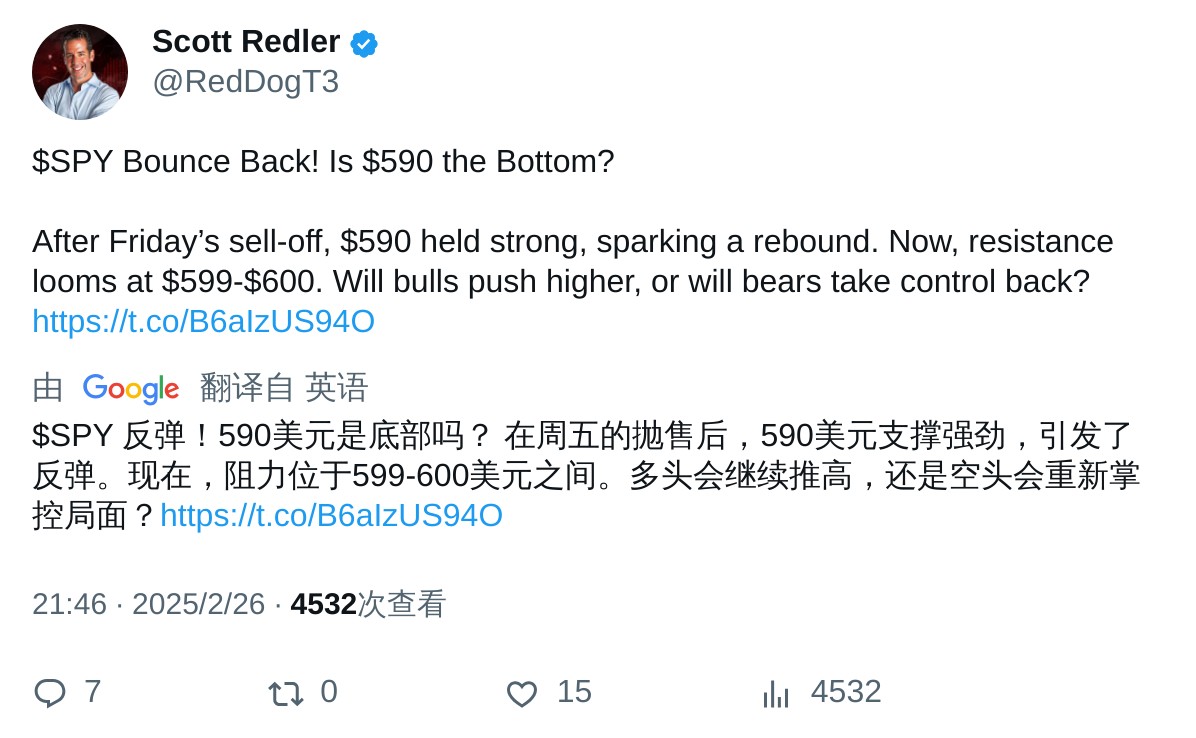 Scott Redler
@RedDogT3
$SPY Bounce Back! Is $590 the Bottom?
After Friday’s sell-off, $590 held strong, sparking a rebound. Now, resistance
looms at $599-$600. Will bulls push higher, or will bears take control back?
https://t.co/B6aIzUS94O
由 Google 翻译自 英语
$SPY 反弹！590美元是底部吗？ 在周五的抛售后，590美元支撑强劲，引发了
反弹。现在，阻力位于599-600美元之间。多头会继续推高，还是空头会重新掌
控局面？https://t.co/B6aIzUS94O
21:46 · 2025/2/26 · 4532次查看
7 0 15 4532